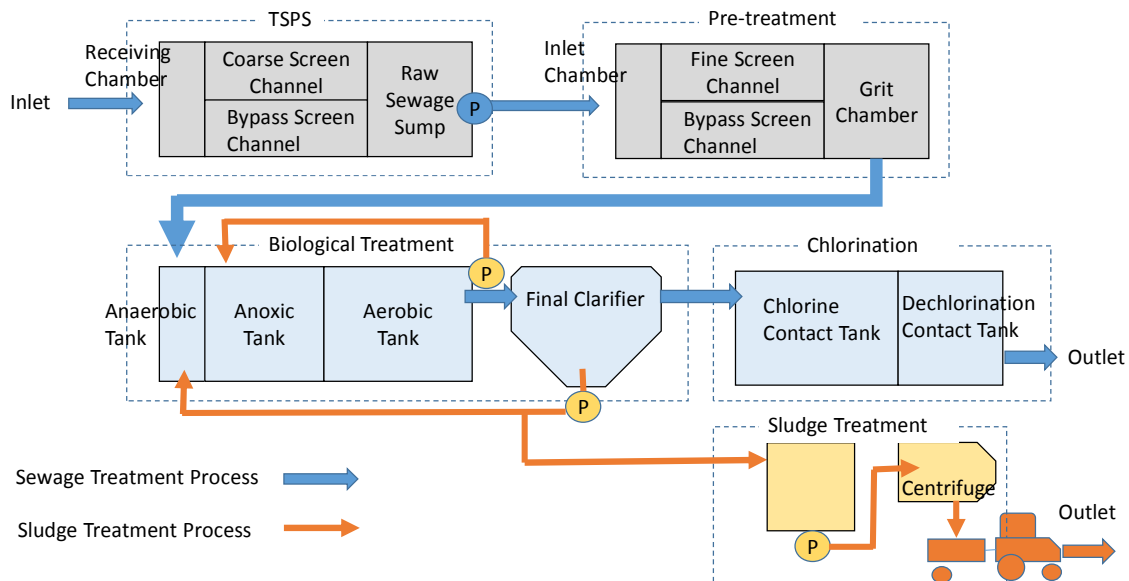 TSPS
Pre-treatment
Receiving
Chamber
Inlet
Coarse Screen
Channel
Bypass Screen
Channel
Raw
Sewage
Sump
P
Inlet
Chamber
Fine Screen
Channel
Bypass Screen
Channel
Grit
Chamber
Biological Treatment
Chlorination
Anaerobic
Tank
Anoxic
Tank
Aerobic
Tank
P
Final Clarifier
P
Chlorine
Contact Tank
Dechlorination
Contact Tank
Outlet
Sludge Treatment
Sewage Treatment Process
Sludge Treatment Process
P
Centrifuge
Outlet